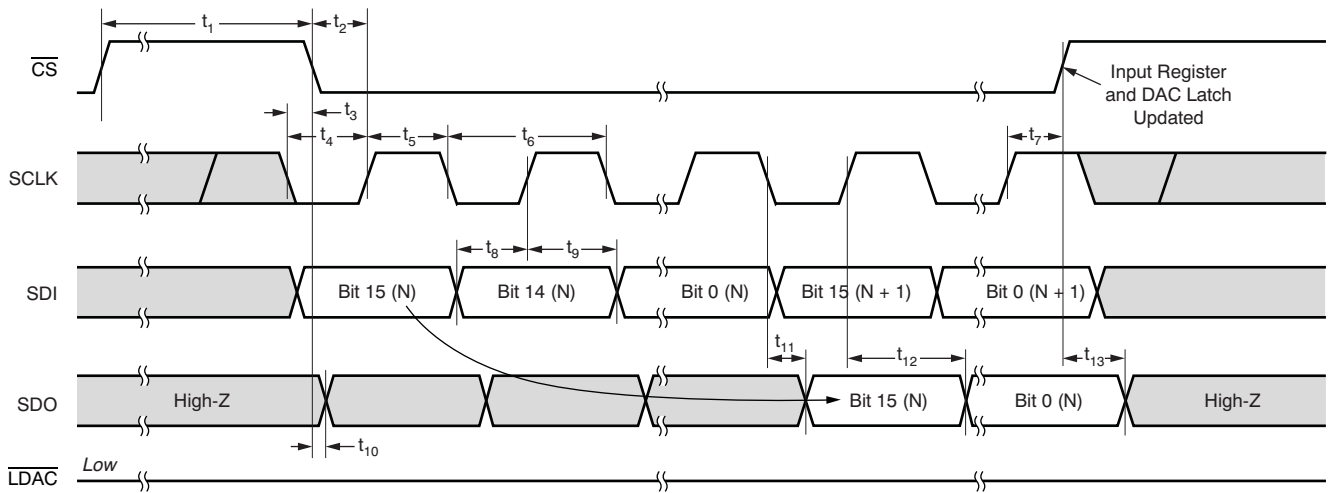 t1
t2
CS
Input Register
and DAC Latch
Updated
t3
t4
t5
t6
t7
SCLK
t8
t9
SDI
Bit 15 (N)
Bit 14 (N)
Bit 0 (N)
Bit 15 (N + 1)
Bit 0 (N + 1)
t11
t12
t13
SDO
High-Z
Bit 15 (N)
Bit 0 (N)
High-Z
t10
LDAC
Low